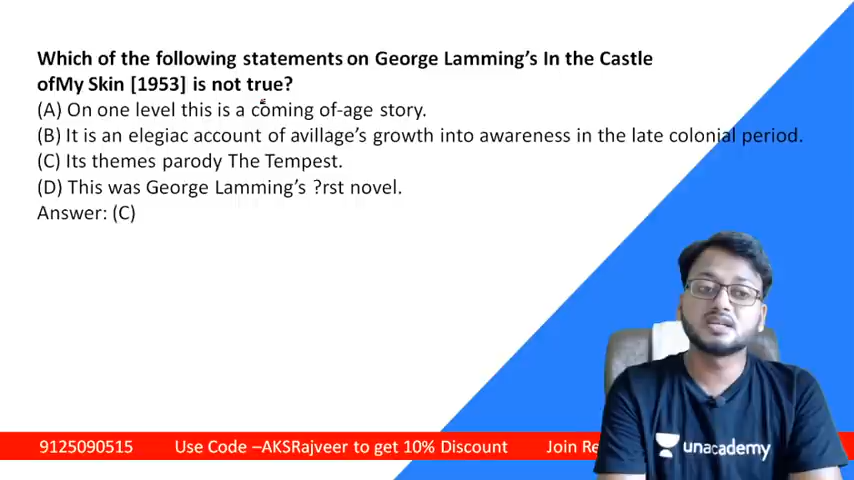 Which of the following statements on George Lamming's In the Castle
ofMy Skin [1953] is not true?
(A) On one level this is a coming of-age story.
(B) It is an elegiac account of avillage's growth into awareness in the late colonial period.
(C) Its themes parody The Tempest.
(D) This was George Lamming's ?rst novel.
Answer: (C)
unacademy
9125090515 Use Code –AKSRajveer to get 10% Discount Join Re